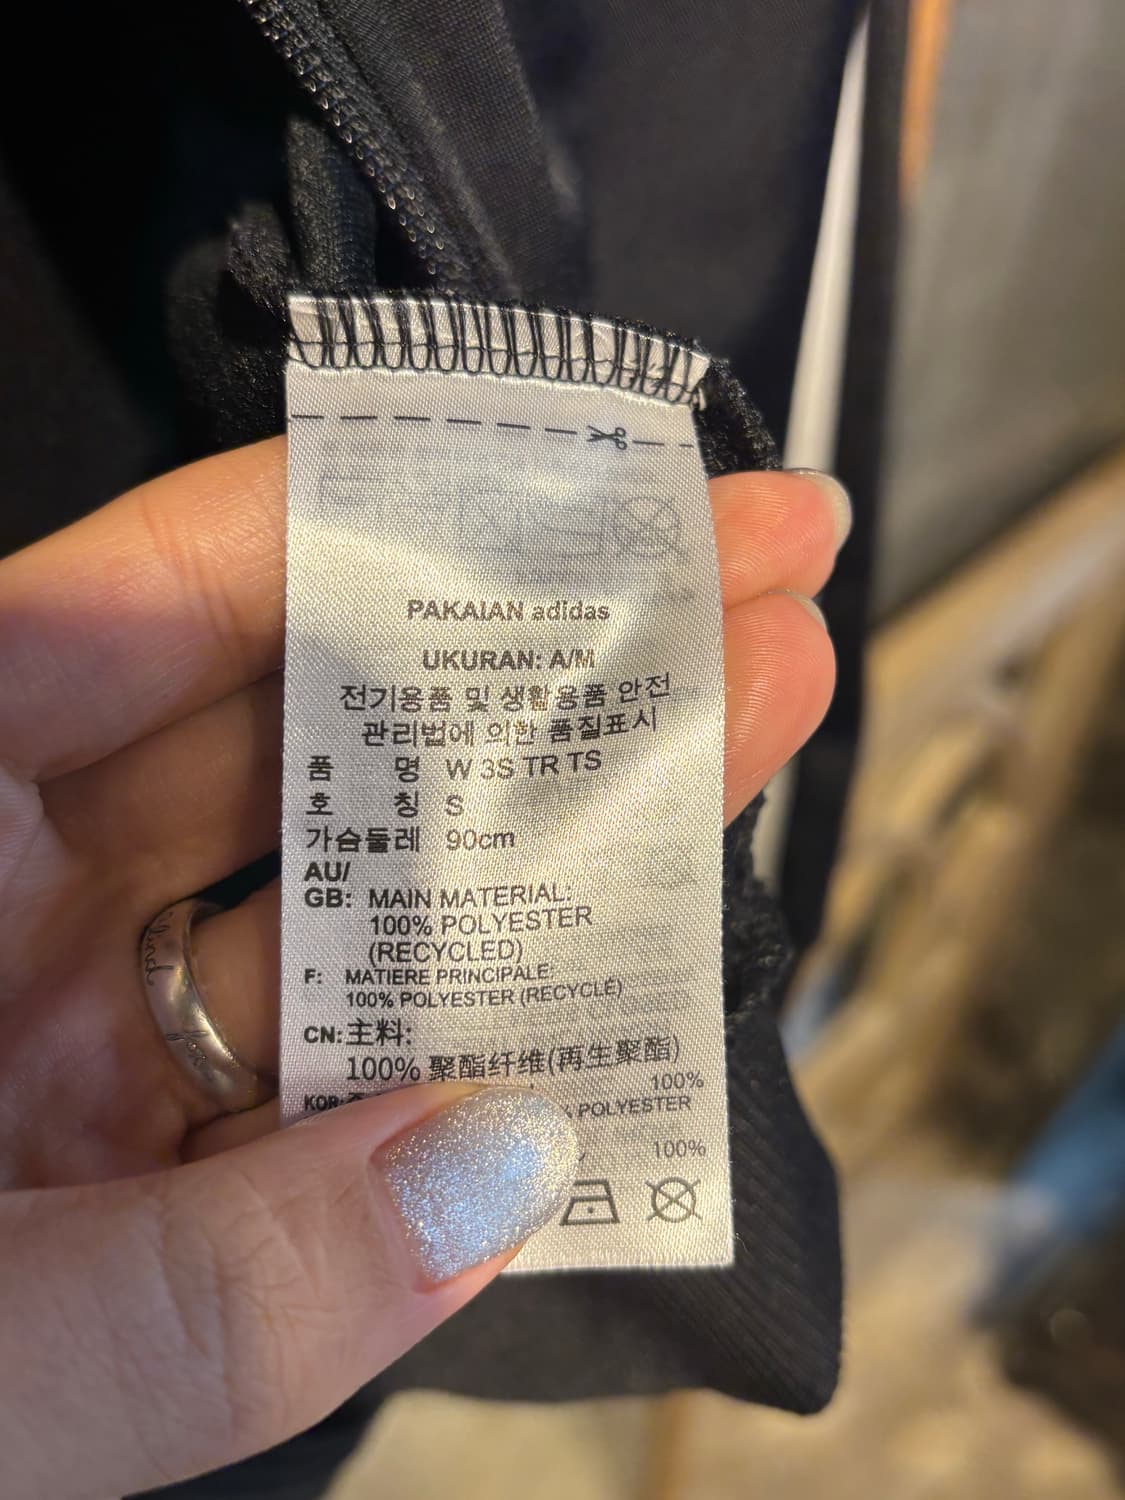 PAKAIAN adidas
UKURAN: A/M
전기용품 및 생활용품 안전
관리법에 의한 품질표시
품 명 W 3S TR TS
호 칭 S
가슴둘레 90cm
AU/
GB: MAIN MATERIAL:
100% POLYESTER
(RECYCLED)
F: MATIERE PRINCIPALE:
100% POLYESTER (RECYCLÉ)
CN: 主料:
100% 聚酯纤维(再生聚酯)
100%
KOR: % POLYESTER
100%